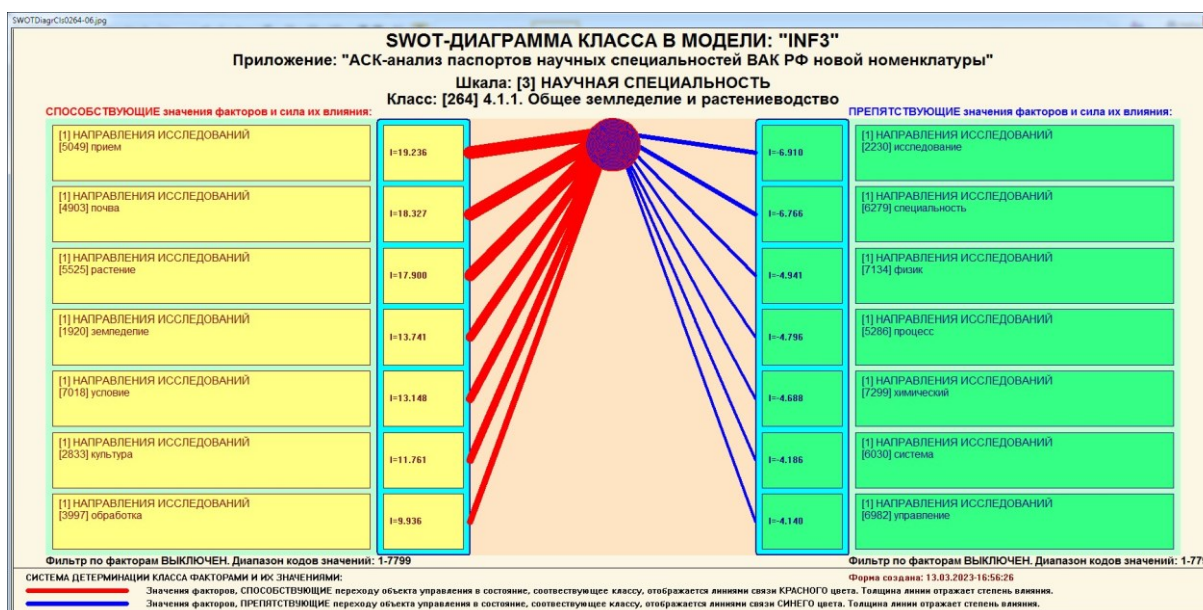 SWOTDiagrCls0264-06.jpg
SWOT-ДИАГРАММА КЛАССА В МОДЕЛИ: "INF3"
Приложение: "АСК-анализ паспортов научных специальностей ВАК РФ новой номенклатуры"
Шкала: [3] НАУЧНАЯ СПЕЦИАЛЬНОСТЬ
Класс: [264] 4.1.1. Общее земледелие и растениеводство
СПОСОБСТВУЮЩИЕ значения факторов и сила их влияния:
ПРЕПЯТСТВУЮЩИЕ значения факторов и сила их влияния:
[1] НАПРАВЛЕНИЯ ИССЛЕДОВАНИЙ
[5049] прием
I=19.236
I=-6.910
[1] НАПРАВЛЕНИЯ ИССЛЕДОВАНИЙ
[2230] исследование
[1] НАПРАВЛЕНИЯ ИССЛЕДОВАНИЙ
[4903] почва
I=18.327
I=-6.766
[1] НАПРАВЛЕНИЯ ИССЛЕДОВАНИЙ
[6279] специальность
[1] НАПРАВЛЕНИЯ ИССЛЕДОВАНИЙ
[5525] растение
I=17.900
I=-4.941
[1] НАПРАВЛЕНИЯ ИССЛЕДОВАНИЙ
[7134] физик
[1] НАПРАВЛЕНИЯ ИССЛЕДОВАНИЙ
[1920] земледелие
I=13.741
I=-4.796
[1] НАПРАВЛЕНИЯ ИССЛЕДОВАНИЙ
[5286] процесс
[1] НАПРАВЛЕНИЯ ИССЛЕДОВАНИЙ
[7018] условие
I=13.148
I=-4.688
[1] НАПРАВЛЕНИЯ ИССЛЕДОВАНИЙ
[7299] химический
[1] НАПРАВЛЕНИЯ ИССЛЕДОВАНИЙ
[2833] культура
I=11.761
I=-4.186
[1] НАПРАВЛЕНИЯ ИССЛЕДОВАНИЙ
[6030] система
[1] НАПРАВЛЕНИЯ ИССЛЕДОВАНИЙ
[3997] обработка
I=9.936
I=-4.140
[1] НАПРАВЛЕНИЯ ИССЛЕДОВАНИЙ
[6982] управление
Фильтр по факторам ВЫКЛЮЧЕН. Диапазон кодов значений: 1-7799
Фильтр по факторам ВЫКЛЮЧЕН. Диапазон кодов значений: 1-779
СИСТЕМА ДЕТЕРМИНАЦИИ КЛАССА ФАКТОРАМИ И ИХ ЗНАЧЕНИЯМИ:
Форма создана: 13.03.2023-16:56:26
Значения факторов, СПОСОБСТВУЮЩИЕ переходу объекта управления в состояние, соотвествующее классу, отображается линиями связи КРАСНОГО цвета. Толщина линии отражает степень влияния.
Значения факторов, ПРЕПЯТСТВУЮЩИЕ переходу объекта управления в состояние, соотвествующее классу, отображается линиями связи СИНЕГО цвета. Толщина линии отражает степень влияния.